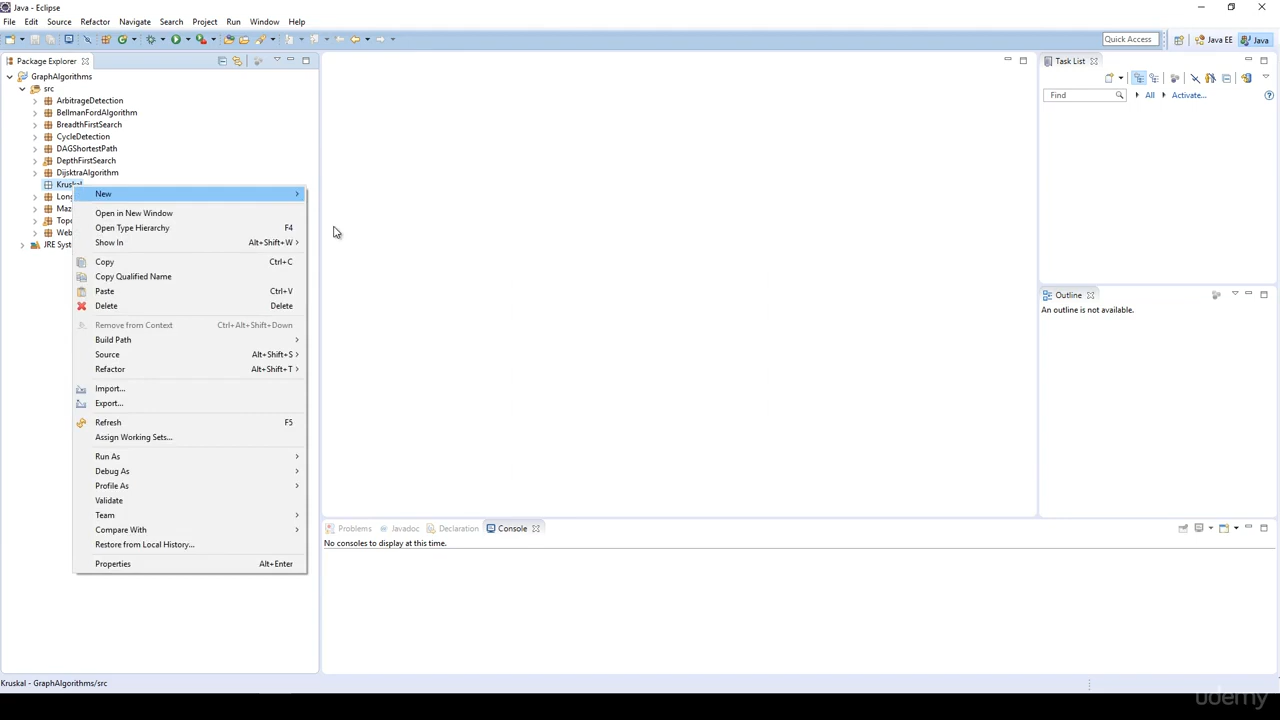 Java - Eclipse
File Edit Source Refactor Navigate Search Project Run Window Help
Quick Access
Java EE
Java
Package Explorer
GraphAlgorithms
src
ArbitrageDetection
BellmanFordAlgorithm
BreadthFirstSearch
CycleDetection
DAGShortestPath
DepthFirstSearch
DijsktraAlgorithm
Kruskal
Long
Maz
Topo
Web
JRE Syst
New
Open in New Window
Open Type Hierarchy F4
Show In Alt+Shift+W
Copy Ctrl+C
Copy Qualified Name
Paste Ctrl+V
Delete Delete
Remove from Context Ctrl+Alt+Shift+Down
Build Path
Source Alt+Shift+S
Refactor Alt+Shift+T
Import...
Export...
Refresh F5
Assign Working Sets...
Run As
Debug As
Profile As
Validate
Team
Compare With
Restore from Local History...
Properties Alt+Enter
Task List
Find
All
Activate...
Outline
An outline is not available.
Problems Javadoc Declaration Console
No consoles to display at this time.
Kruskal - GraphAlgorithms/src
udemy